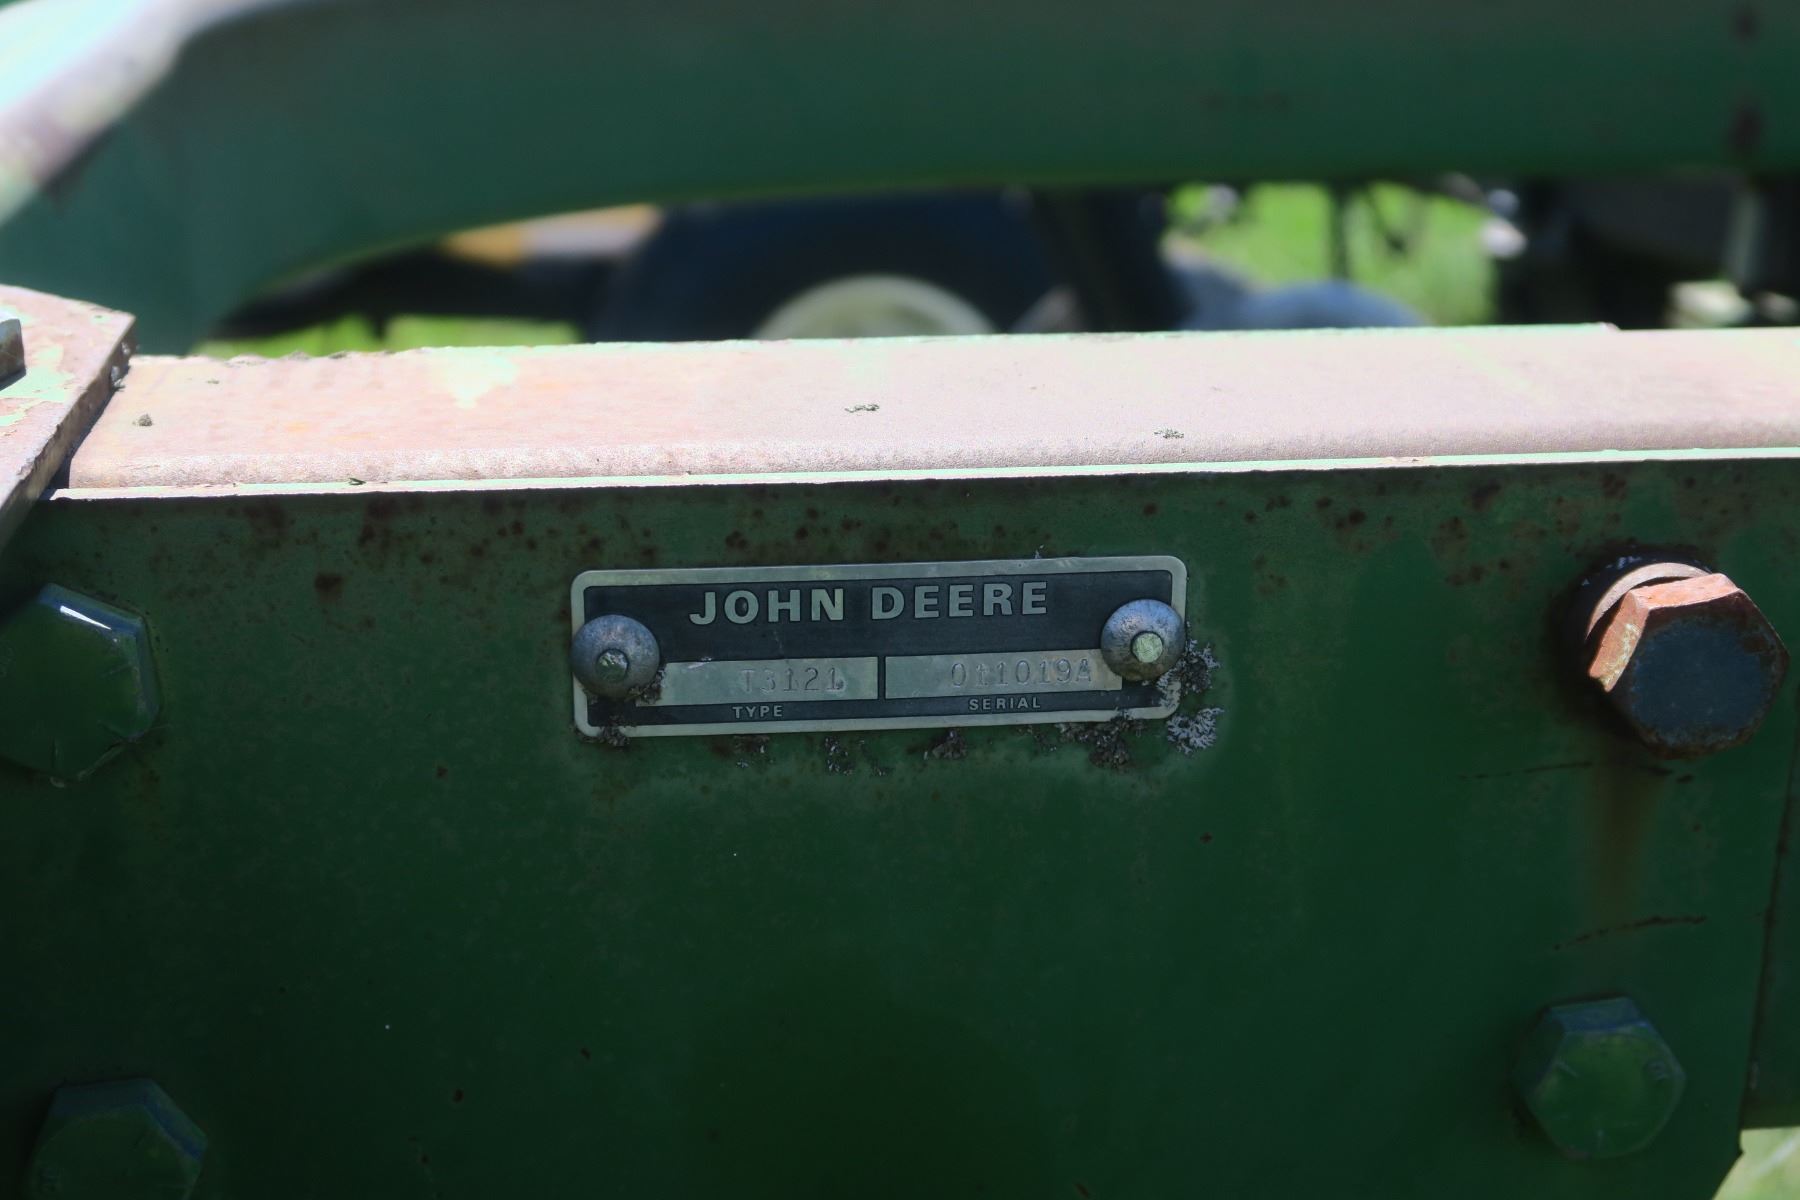 JOHN DEERE
T3121 011019A
TYPE SERIAL